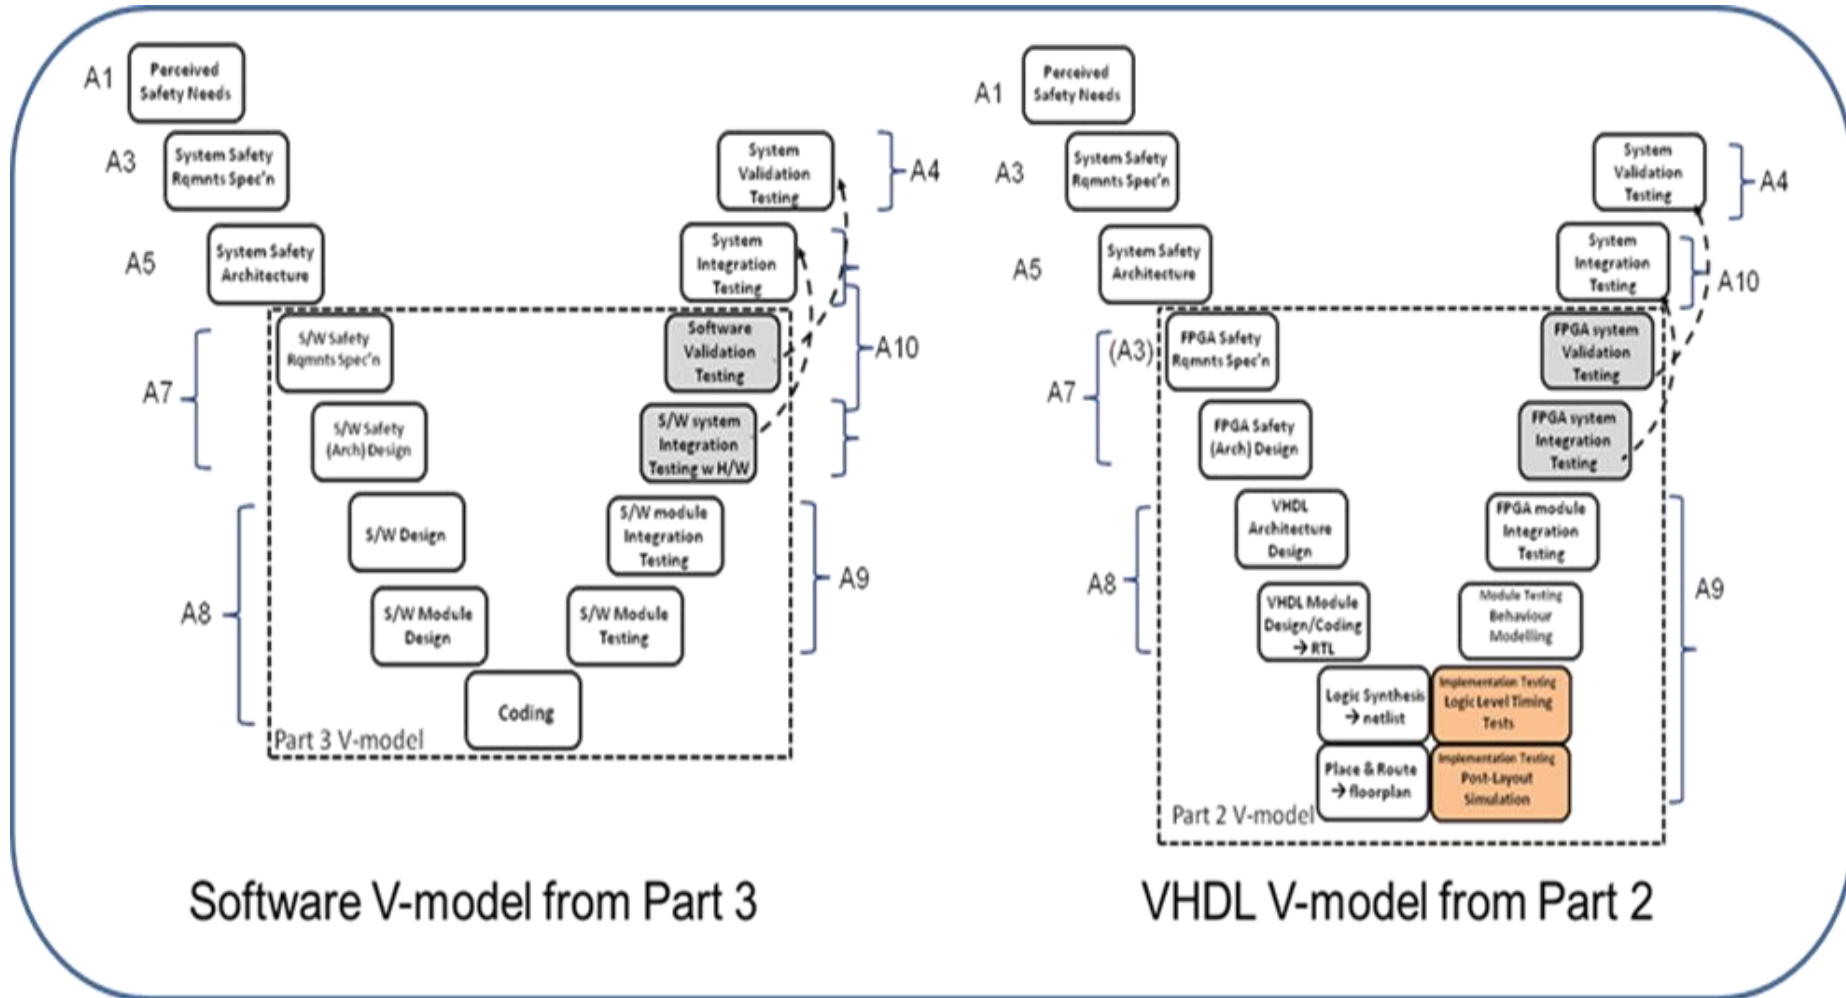 A1
Perceived
Safety Needs
A3
System Safety
Rqmnts Spec'n
A5
System Safety
Architecture
A7
S/W Safety
Rqmnts Spec'n
S/W Safety
(Arch) Design
A8
S/W Design
S/W Module
Design
Coding
System
Validation
Testing
A4
System
Integration
Testing
Software
Validation
Testing
A10
S/W system
Integration
Testing w H/W
S/W module
Integration
Testing
A9
S/W Module
Testing
Part 3 V-model
Software V-model from Part 3
A1
Perceived
Safety Needs
A3
System Safety
Rqmnts Spec'n
A5
System Safety
Architecture
A7
(A3)
FPGA Safety
Rqmnts Spec'n
FPGA Safety
(Arch) Design
A8
VHDL
Architecture
Design
VHDL Module
Design/Coding
→ RTL
Logic Synthesis
→ netlist
Place & Route
→ floorplan
System
Validation
Testing
A4
System
Integration
Testing
A10
FPGA system
Validation
Testing
FPGA system
Integration
Testing
FPGA module
Integration
Testing
A9
Module Testing
Behaviour
Modelling
Implementation Testing
Logic Level Timing
Tests
Implementation Testing
Post-Layout
Simulation
Part 2 V-model
VHDL V-model from Part 2